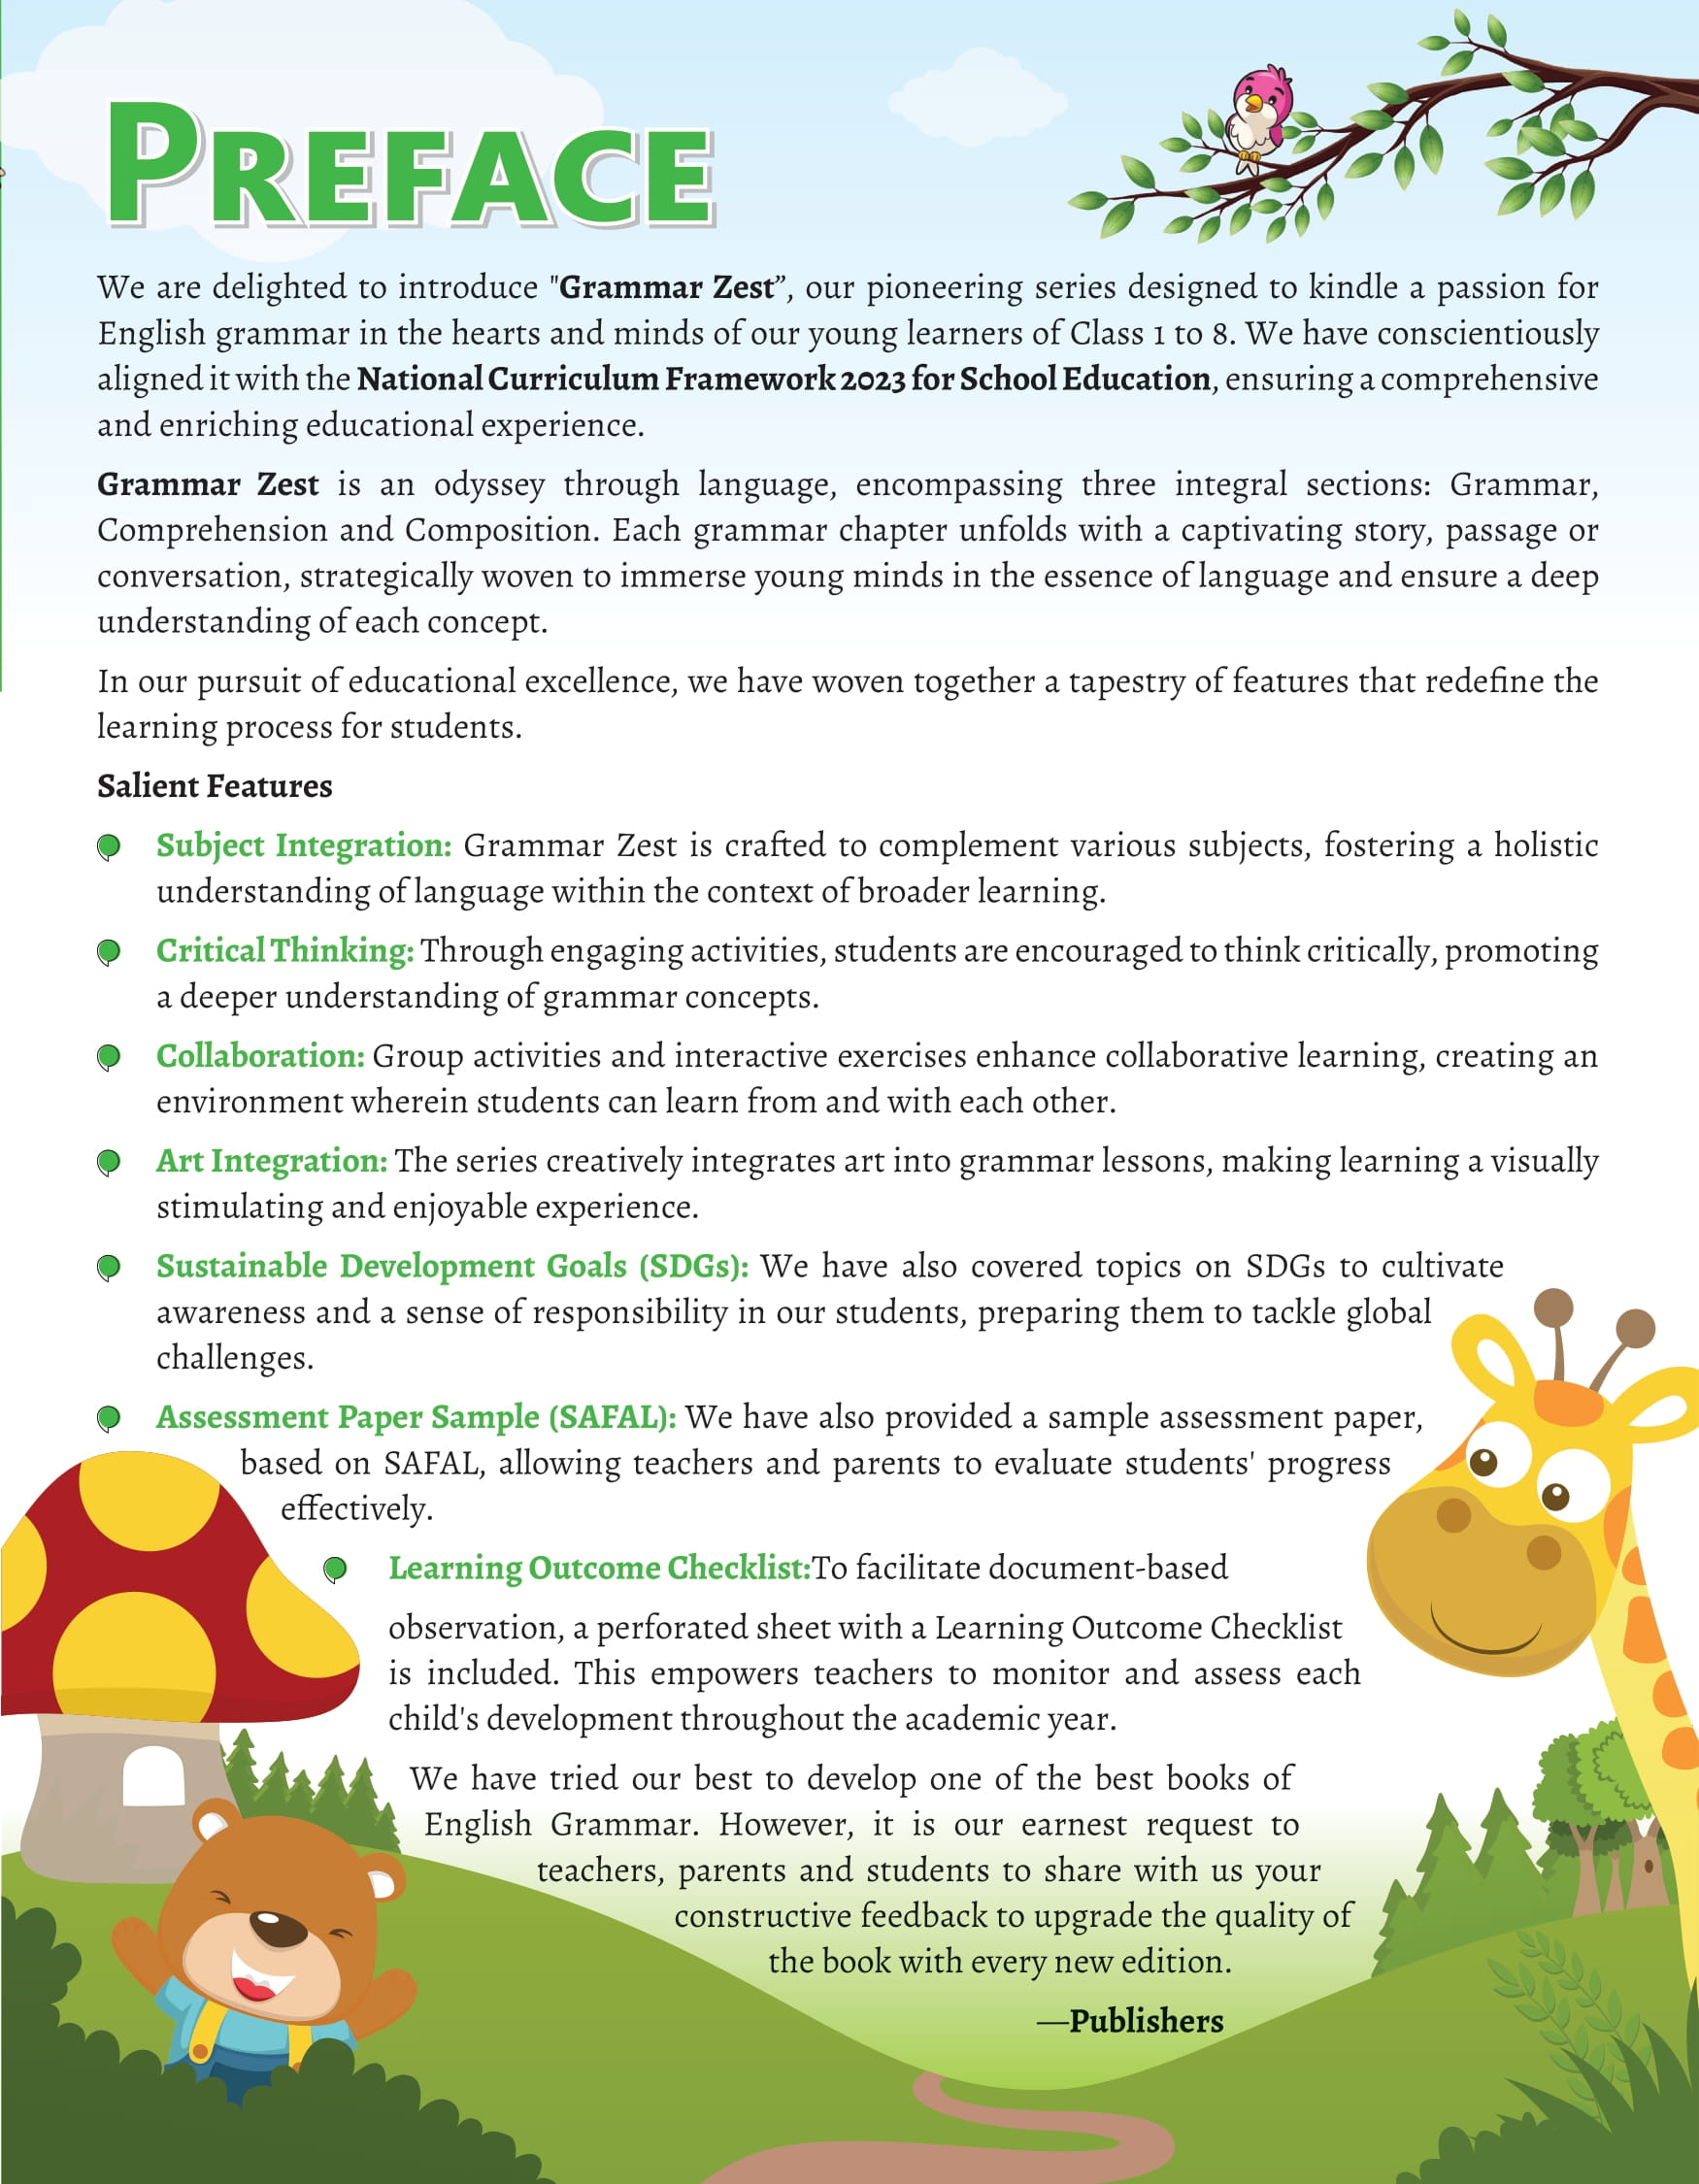 PREFACE
We are delighted to introduce "Grammar Zest”, our pioneering series designed to kindle a passion for
English grammar in the hearts and minds of our young learners of Class 1 to 8. We have conscientiously
aligned it with the National Curriculum Framework 2023 for School Education, ensuring a comprehensive
and enriching educational experience.
Grammar Zest is an odyssey through language, encompassing three integral sections: Grammar,
Comprehension and Composition. Each grammar chapter unfolds with a captivating story, passage or
conversation, strategically woven to immerse young minds in the essence of language and ensure a deep
understanding of each concept.
In our pursuit of educational excellence, we have woven together a tapestry of features that redefine the
learning process for students.
Salient Features
Subject Integration: Grammar Zest is crafted to complement various subjects, fostering a holistic
understanding of language within the context of broader learning.
Critical Thinking: Through engaging activities, students are encouraged to think critically, promoting
a deeper understanding of grammar concepts.
Collaboration: Group activities and interactive exercises enhance collaborative learning, creating an
environment wherein students can learn from and with each other.
Art Integration: The series creatively integrates art into grammar lessons, making learning a visually
stimulating and enjoyable experience.
Sustainable Development Goals (SDGs): We have also covered topics on SDGs to cultivate
awareness and a sense of responsibility in our students, preparing them to tackle global
challenges.
Assessment Paper Sample (SAFAL): We have also provided a sample assessment paper,
based on SAFAL, allowing teachers and parents to evaluate students' progress
effectively.
Learning Outcome Checklist:To facilitate document-based
observation, a perforated sheet with a Learning Outcome Checklist
is included. This empowers teachers to monitor and assess each
child's development throughout the academic year.
We have tried our best to develop one of the best books of
English Grammar. However, it is our earnest request to
teachers, parents and students to share with us your
constructive feedback to upgrade the quality of
the book with every new edition.
—Publishers